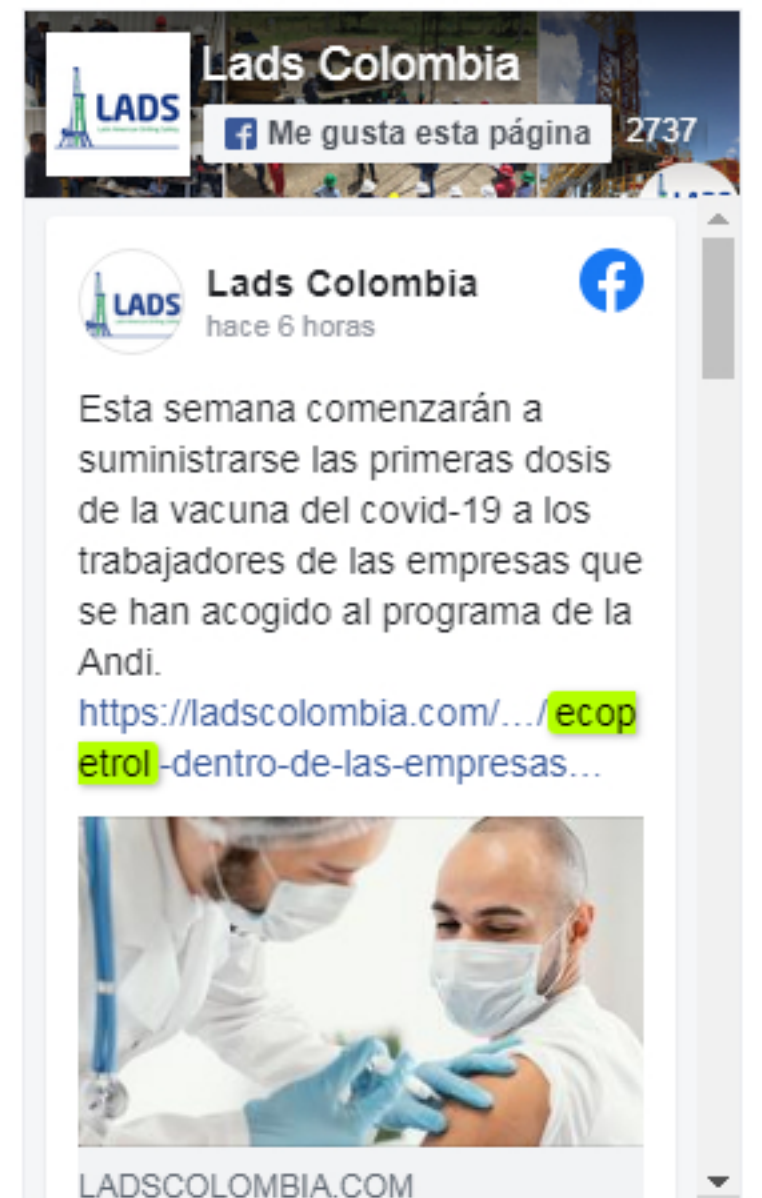 Lads Colombia
LADS
Me gusta esta página
2737
LADS
Lads Colombia
hace 6 horas
Esta semana comenzarán a
suministrarse las primeras dosis
de la vacuna del covid-19 a los
trabajadores de las empresas que
se han acogido al programa de la
Andi.
https://ladscolombia.com/.../ecop
etrol-dentro-de-las-empresas...
LADSCOLOMBIA.COM